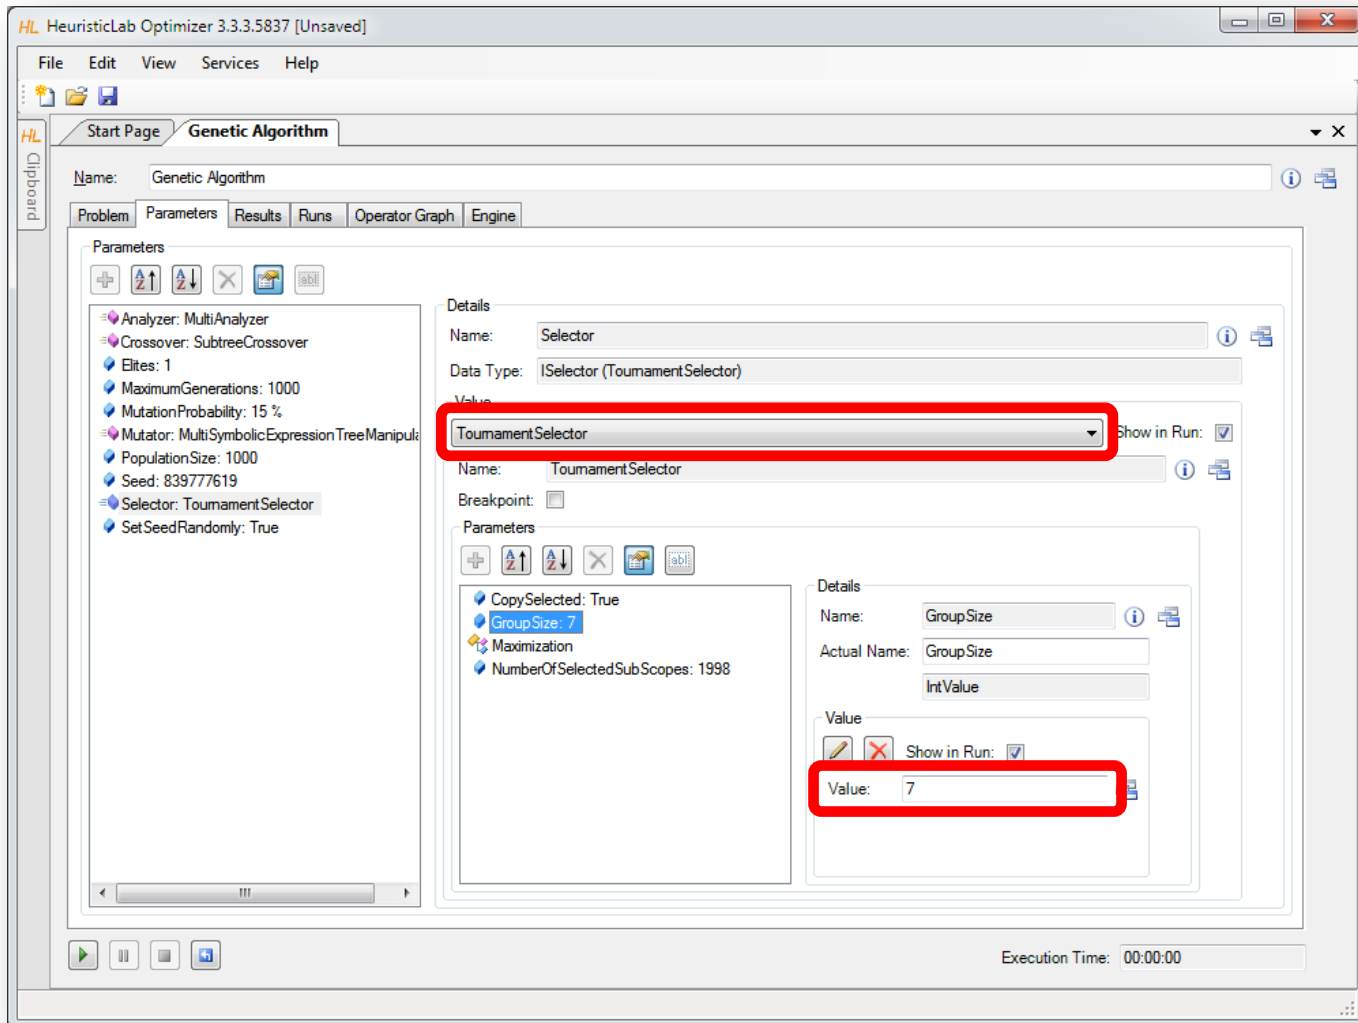 HL HeuristicLab Optimizer 3.3.3.5837 [Unsaved]
File Edit View Services Help
HL Clipboard
Start Page Genetic Algorithm
Name: Genetic Algorithm
Problem Parameters Results Runs Operator Graph Engine
Parameters
Analyzer: MultiAnalyzer
Crossover: SubtreeCrossover
Elites: 1
MaximumGenerations: 1000
MutationProbability: 15 %
Mutator: MultiSymbolicExpressionTreeManipula
PopulationSize: 1000
Seed: 839777619
Selector: TournamentSelector
SetSeedRandomly: True
Details
Name: Selector
Data Type: ISelector (TournamentSelector)
Value
TournamentSelector Show in Run:
Name: TournamentSelector
Breakpoint:
Parameters
abl
CopySelected: True
GroupSize: 7
Maximization
NumberOfSelectedSubScopes: 1998
Details
Name: GroupSize
Actual Name: GroupSize
IntValue
Value
Show in Run:
Value: 7
Execution Time: 00:00:00